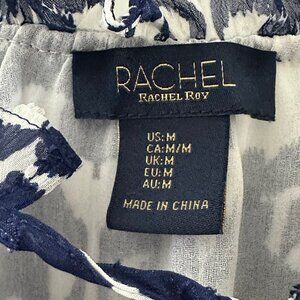 RACHEL
RACHEL ROY
US: M
CA: M/M
UK: M
EU: M
AU: M
MADE IN CHINA